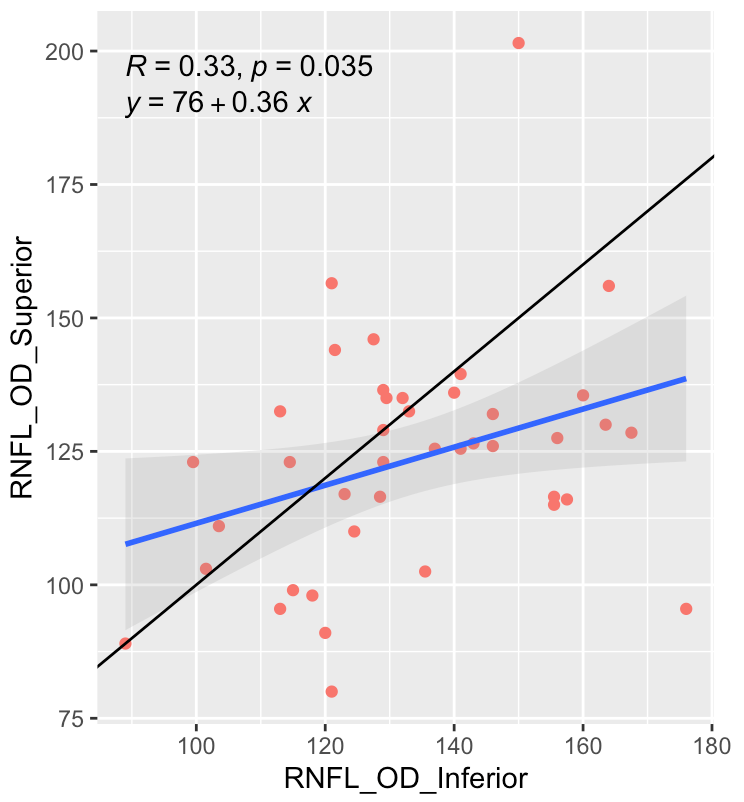 R = 0.33, p = 0.035
y = 76 + 0.36 x
200
175
150
125
100
75
RNFL_OD_Superior
100 120 140 160 180
RNFL_OD_Inferior